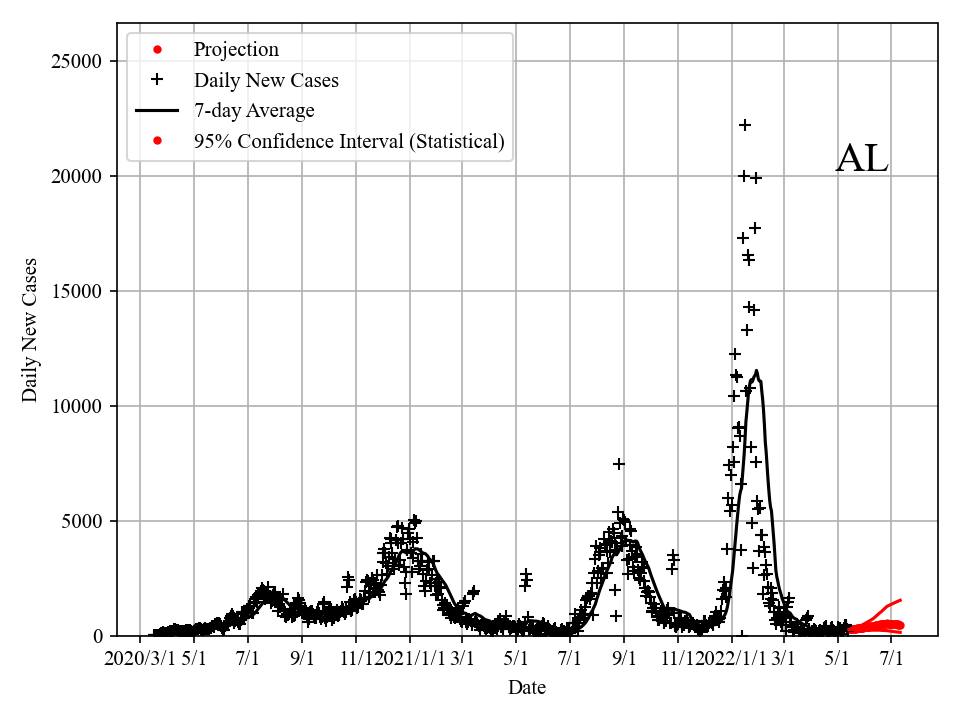 Projection
Daily New Cases
7-day Average
95% Confidence Interval (Statistical)
AL
25000
20000
15000
10000
5000
0
Daily New Cases
2020/3/1 5/1 7/1 9/1 11/1 2021/1/1 3/1 5/1 7/1 9/1 11/1 2022/1/1 3/1 5/1 7/1
Date